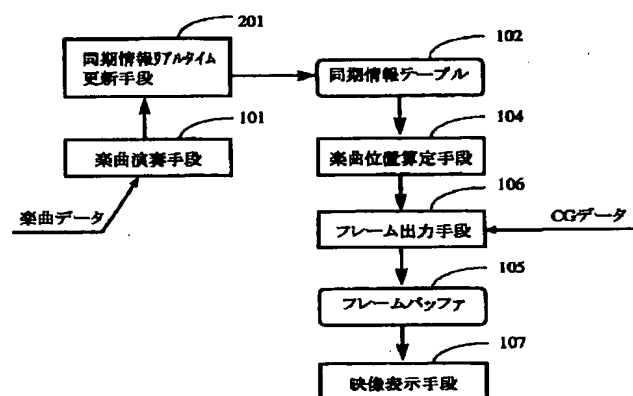 201
同期情報リアルタイム
更新手段
102
同期情報テーブル
101
楽曲演奏手段
104
楽曲位置算定手段
楽曲データ
106
フレーム出力手段
CGデータ
105
フレームバッファ
107
映像表示手段